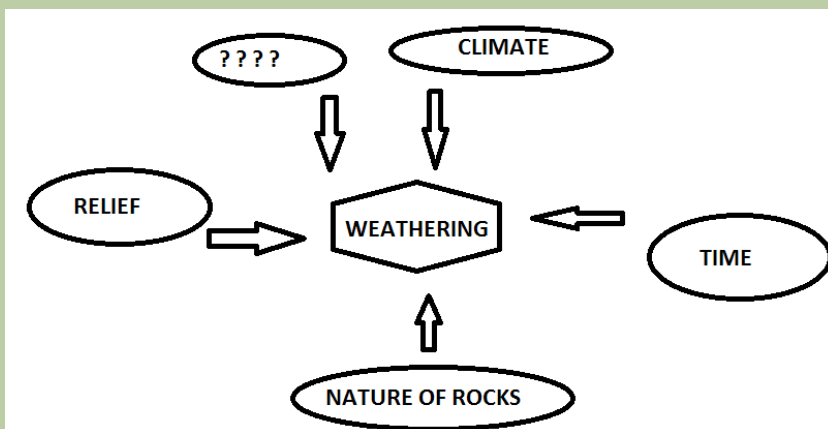 ? ? ? ?
CLIMATE
RELIEF
WEATHERING
TIME
NATURE OF ROCKS